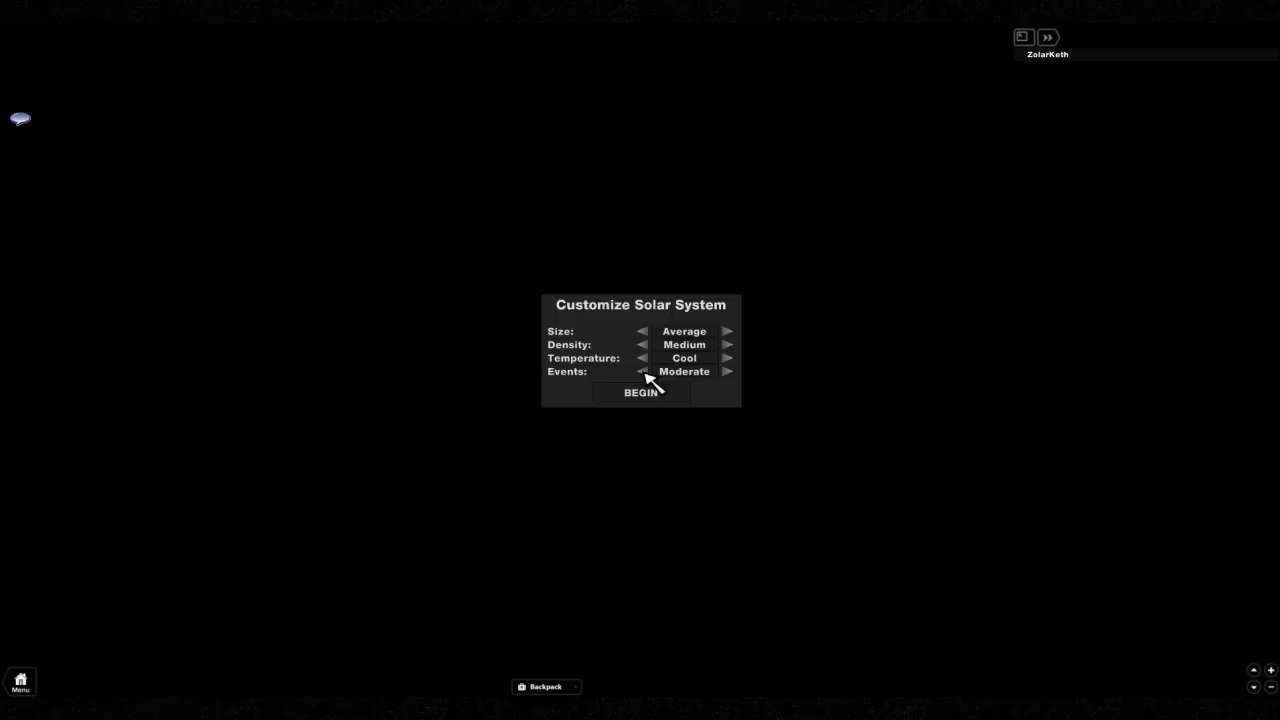 ZolarKeth
Customize Solar System
Size: Average
Density: Medium
Temperature: Cool
Events: Moderate
BEGIN
Menu
Backpack